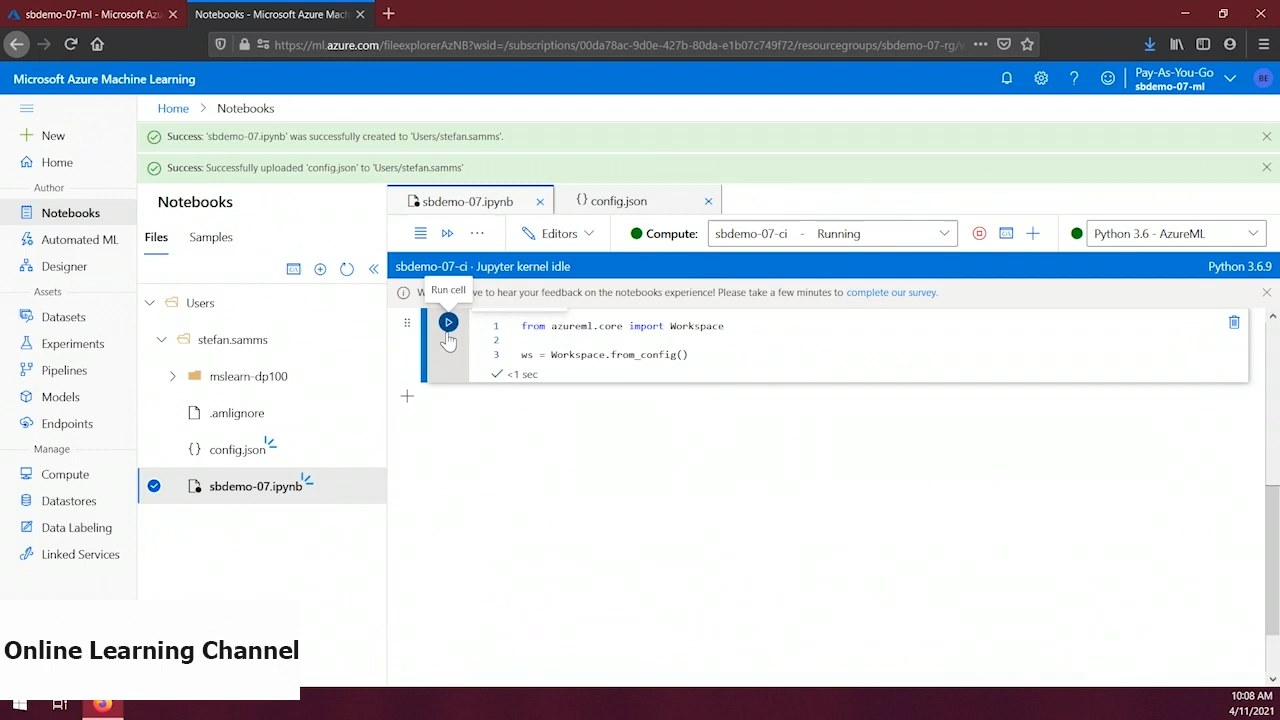 sbdemo-07-ml - Microsoft Azu
Notebooks - Microsoft Azure Mach
https://ml.azure.com/fileexplorerAzNB?wsid=/subscriptions/00da78ac-9d0e-427b-80da-e1b07c749f72/resourcegroups/sbdemo-07-rg/
Microsoft Azure Machine Learning
Pay-As-You-Go
sbdemo-07-ml
BE
Home > Notebooks
New
Home
Author
Notebooks
Automated ML
Designer
Assets
Datasets
Experiments
Pipelines
Models
Endpoints
Manage
Compute
Datastores
Data Labeling
Linked Services
Success: 'sbdemo-07.ipynb' was successfully created to 'Users/stefan.samms'.
Success: Successfully uploaded 'config.json' to 'Users/stefan.samms'
Notebooks
Files Samples
Users
stefan.samms
mslearn-dp100
.amlignore
{} config.json
sbdemo-07.ipynb
sbdemo-07.ipynb
{} config.json
Editors
Compute: sbdemo-07-ci - Running
Python 3.6 - AzureML
sbdemo-07-ci · Jupyter kernel idle
Python 3.6.9
Run cell
ve to hear your feedback on the notebooks experience! Please take a few minutes to complete our survey.
1 from azureml.core import Workspace
2
3 ws = Workspace.from_config()
<1 sec
Online Learning Channel
10:08 AM
4/11/2021